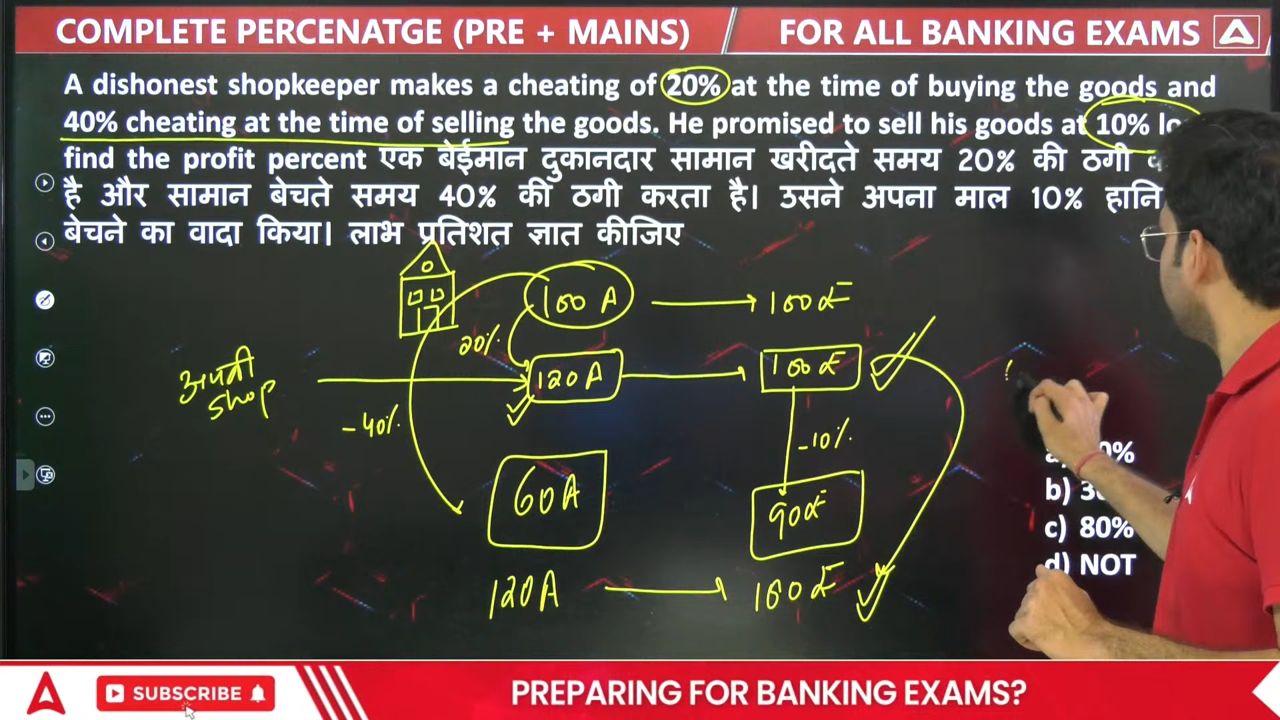 COMPLETE PERCENATGE (PRE + MAINS)
FOR ALL BANKING EXAMS
A dishonest shopkeeper makes a cheating of 20% at the time of buying the goods and
40% cheating at the time of selling the goods. He promised to sell his goods at 10%
find the profit percent एक बेईमान दुकानदार सामान खरीदते समय 20% की ठगी
है और सामान बेचते समय 40% की ठगी करता है। उसने अपना माल 10% हानि
बेचने का वादा किया। लाभ प्रतिशत ज्ञात कीजिए
100 A
100₹
20%
अपनी
shop
120A
100₹
-40%
-10%
60A
90₹
120A
180₹
b)
c) 80%
d) NOT
SUBSCRIBE
PREPARING FOR BANKING EXAMS?